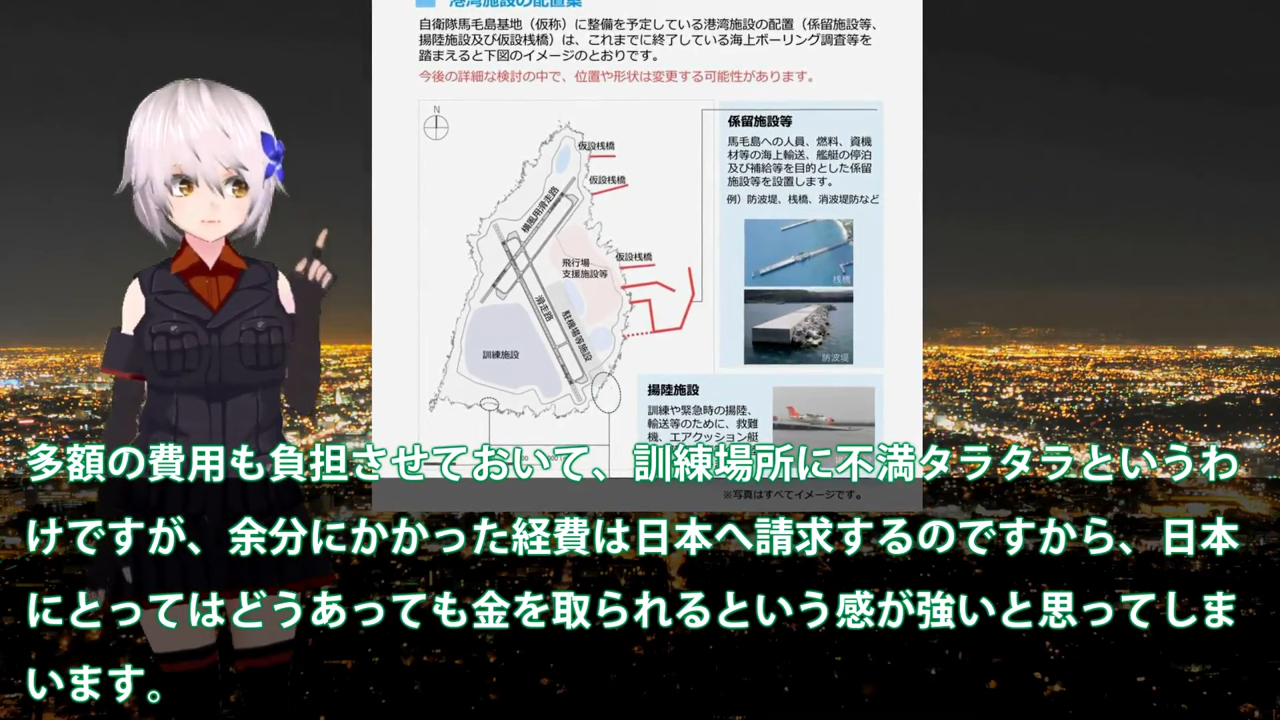 港湾施設の配置案
自衛隊馬毛島基地（仮称）に整備を予定している港湾施設の配置（係留施設等、
揚陸施設及び仮設桟橋）は、これまでに終了している海上ボーリング調査等を
踏まえると下図のイメージのとおりです。
今後の詳細な検討の中で、位置や形状は変更する可能性があります。
N
仮設桟橋
仮設桟橋
横風用滑走路
仮設桟橋
飛行場
支援施設等
滑走路
駐機場等施設
訓練施設
係留施設等
馬毛島への人員、燃料、資機
材等の海上輸送、艦艇の停泊
及び補給等を目的とした係留
施設等を設置します。
例）防波堤、桟橋、消波堤防など
桟橋
防波堤
揚陸施設
訓練や緊急時の揚陸、
輸送等のために、救難
機、エアクッション艇
多額の費用も負担させておいて、訓練場所に不満タラタラというわ
けですが、余分にかかった経費は日本へ請求するのですから、日本
にとってはどうあっても金を取られるという感が強いと思ってしま
います。
※写真はすべてイメージです。